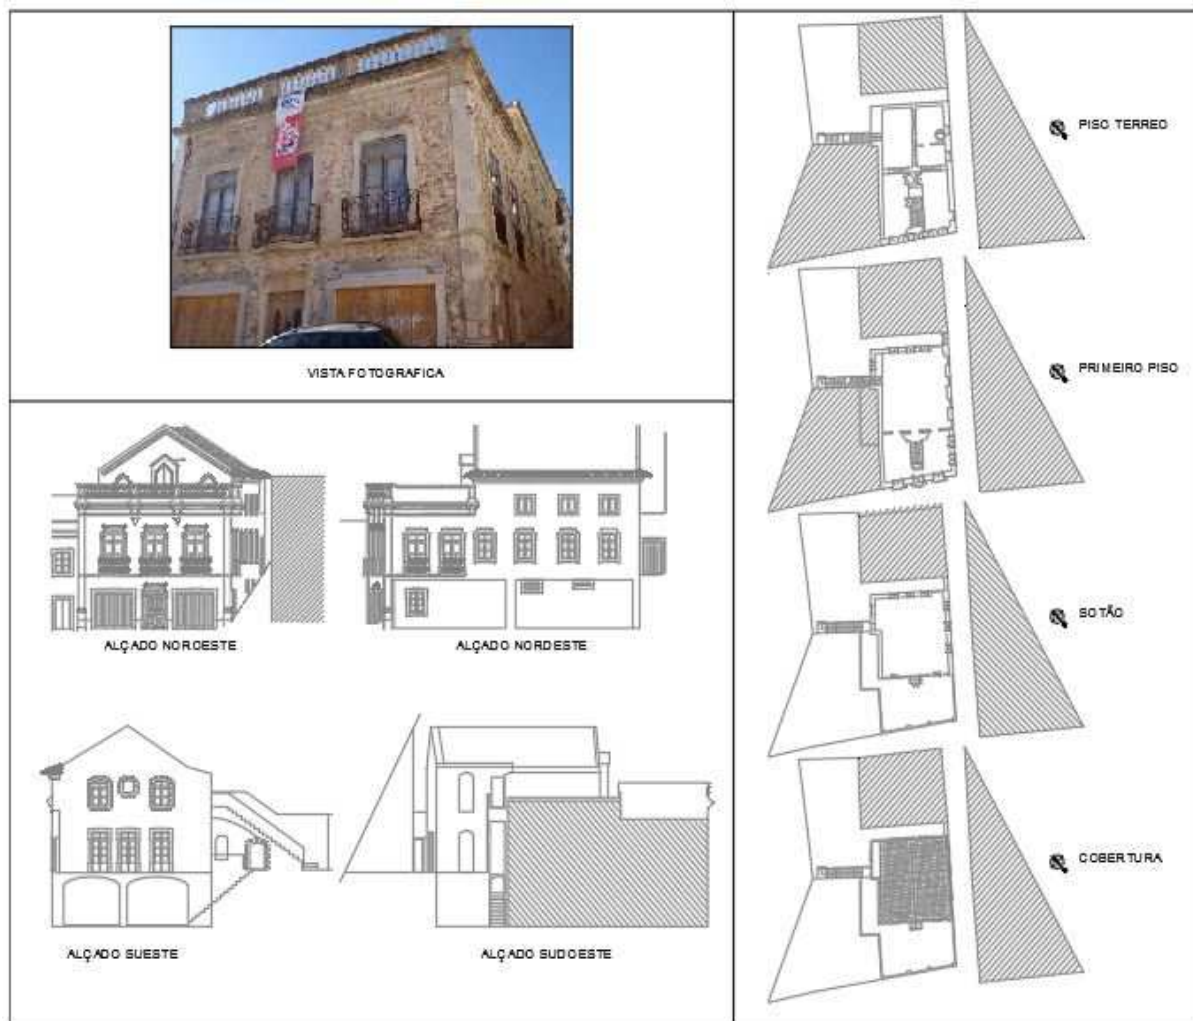 VISTA FOTOGRAFICA
ALÇADO NOROESTE
ALÇADO NORDESTE
ALÇADO SUESTE
ALÇADO SUDOESTE
PISO TERREO
PRIMEIRO PISO
SOTÃO
COBERTURA